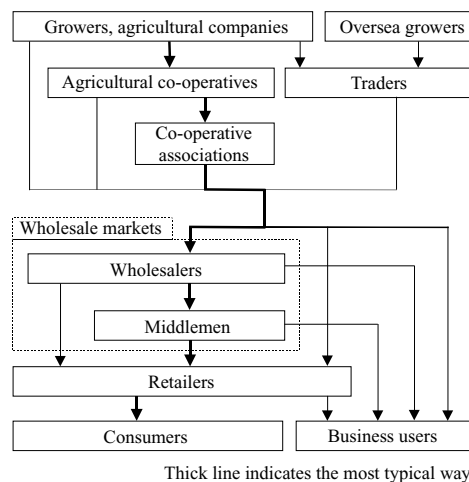 Growers, agricultural companies
Oversea growers
Agricultural co-operatives
Traders
Co-operative
associations
Wholesale markets
Wholesalers
Middlemen
Retailers
Consumers
Business users
Thick line indicates the most typical way